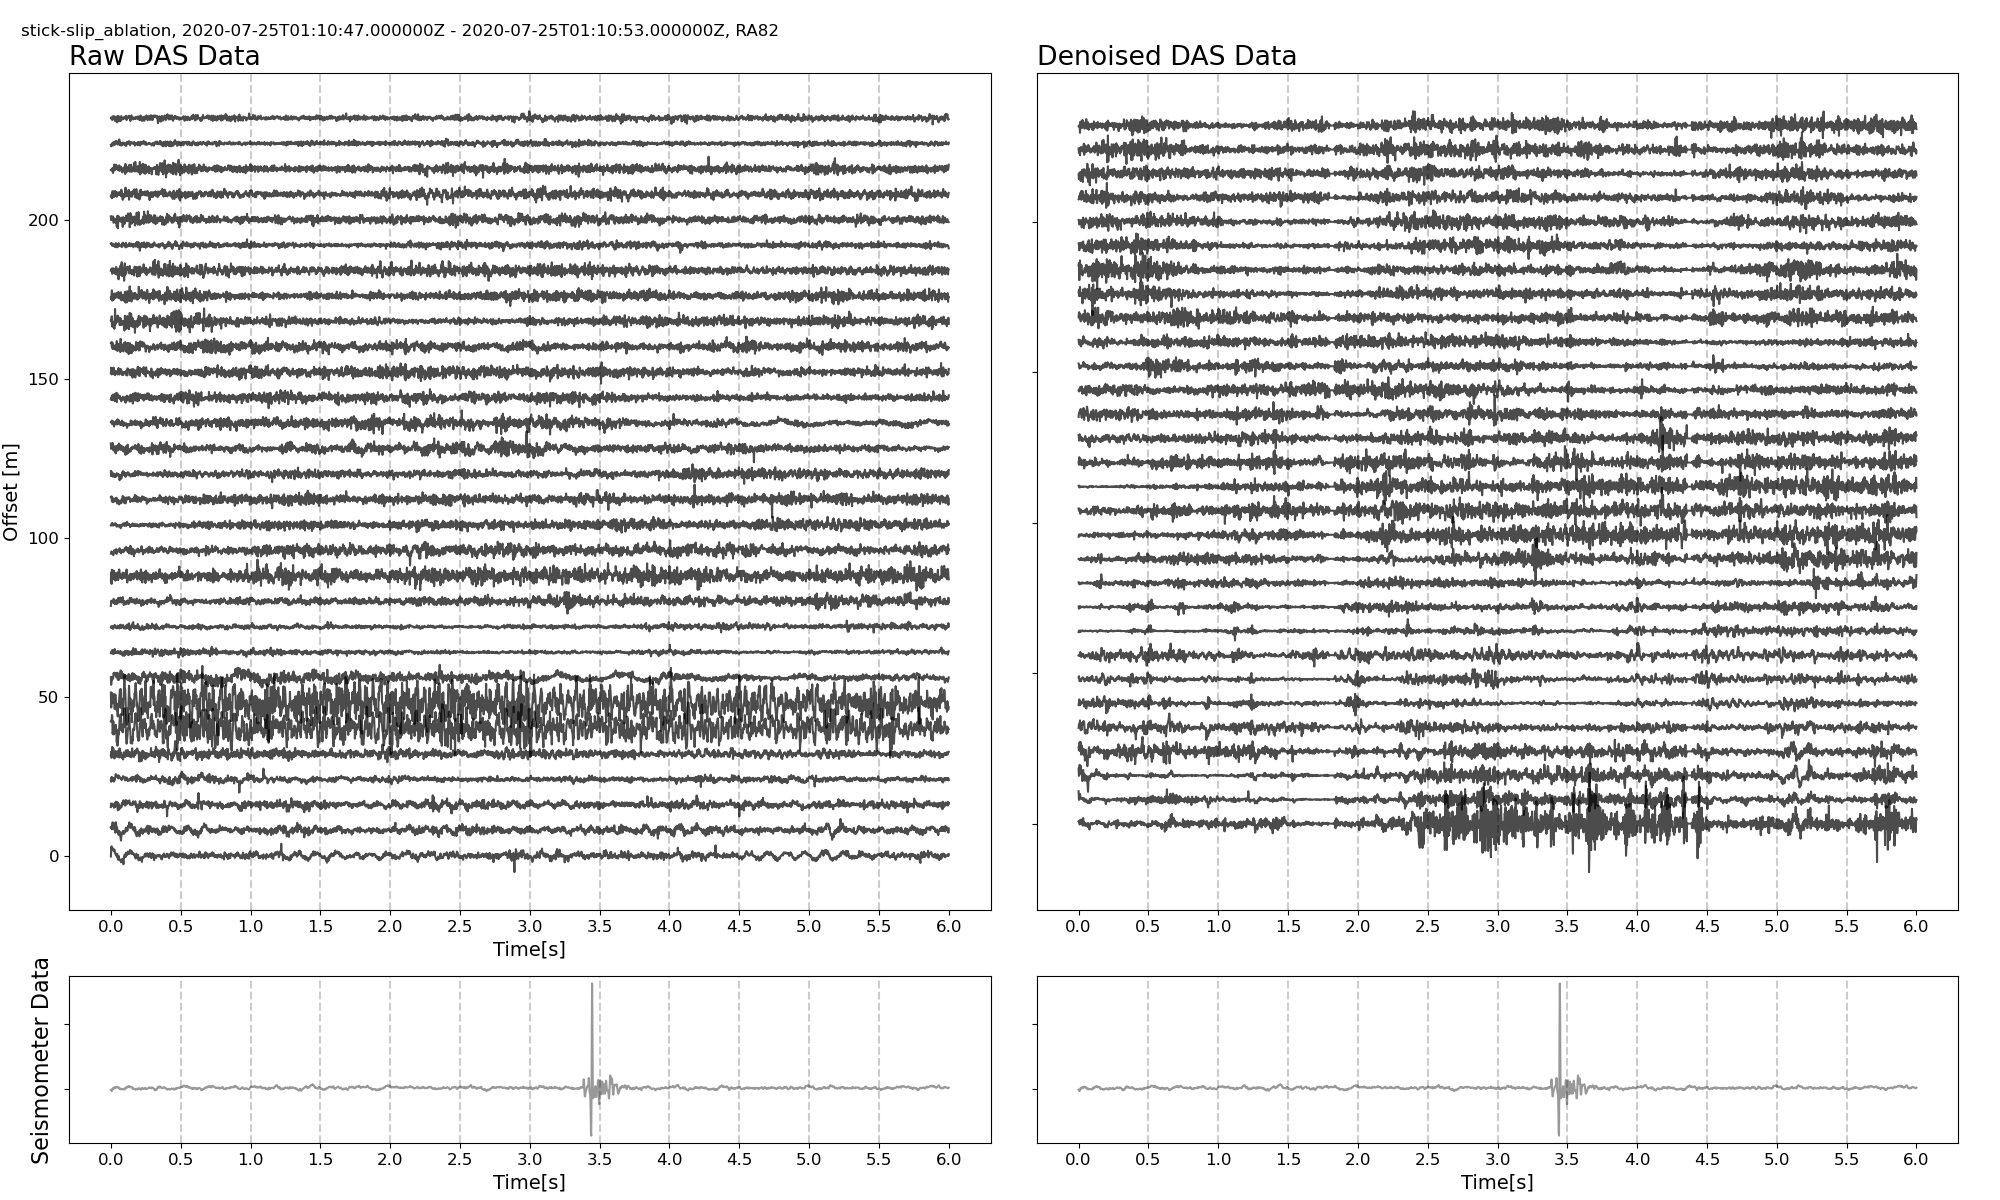 stick-slip_ablation, 2020-07-25T01:10:47.000000Z - 2020-07-25T01:10:53.000000Z, RA82
Raw DAS Data
Denoised DAS Data
Offset [m]
200
150
100
50
0
0.0 0.5 1.0 1.5 2.0 2.5 3.0 3.5 4.0 4.5 5.0 5.5 6.0
Time[s]
0.0 0.5 1.0 1.5 2.0 2.5 3.0 3.5 4.0 4.5 5.0 5.5 6.0
Seismometer Data
0.0 0.5 1.0 1.5 2.0 2.5 3.0 3.5 4.0 4.5 5.0 5.5 6.0
Time[s]
0.0 0.5 1.0 1.5 2.0 2.5 3.0 3.5 4.0 4.5 5.0 5.5 6.0
Time[s]